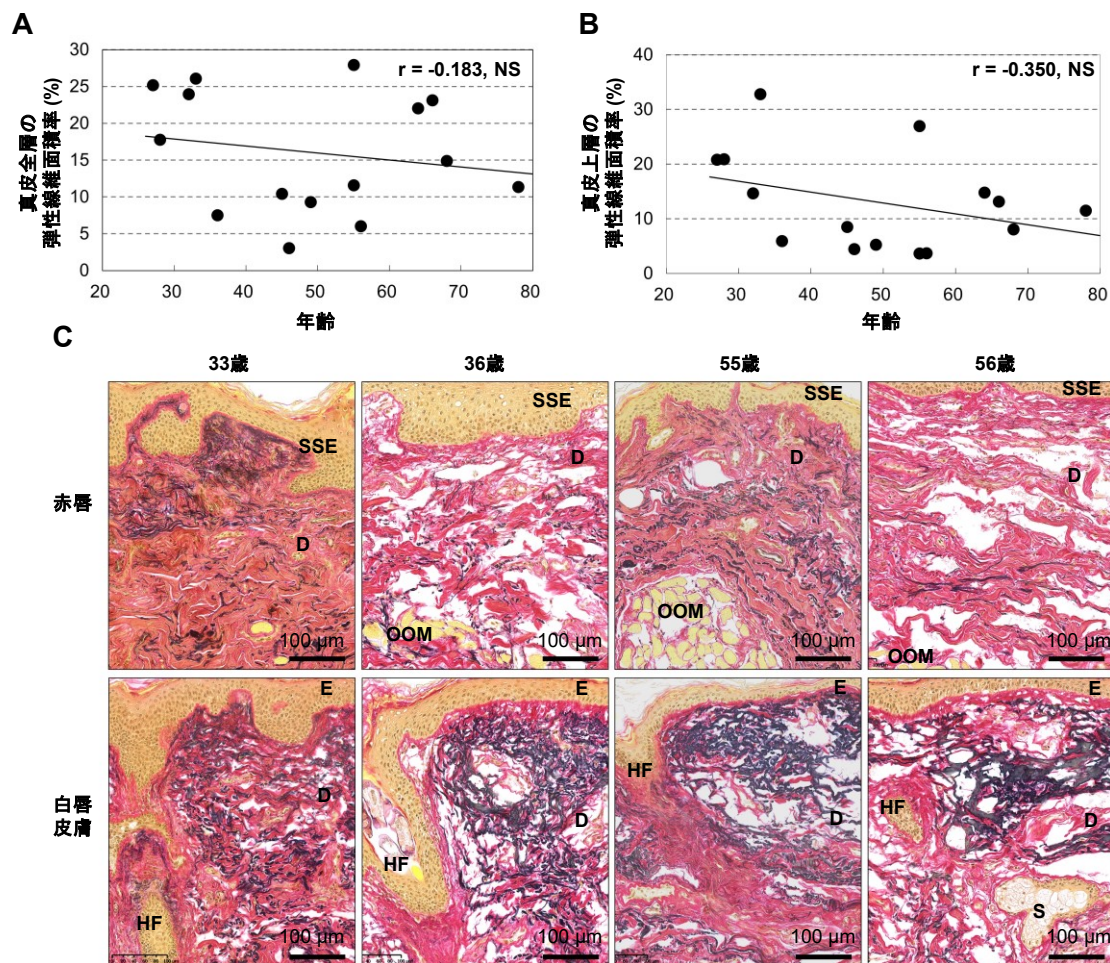 A
真皮全層の
弾性線維面積率 (%)
30
25
20
15
10
5
0
r = -0.183, NS
20 30 40 50 60 70 80
年齢
B
真皮上層の
弾性線維面積率 (%)
40
30
20
10
0
r = -0.350, NS
20 30 40 50 60 70 80
年齢
C
33歳 36歳 55歳 56歳
赤唇
SSE
D
100 µm
SSE
D
OOM
100 µm
SSE
D
OOM
100 µm
SSE
D
OOM
100 µm
白唇
皮膚
E
D
HF
100 µm
E
D
HF
100 µm
E
HF
D
100 µm
E
HF
D
S
100 µm